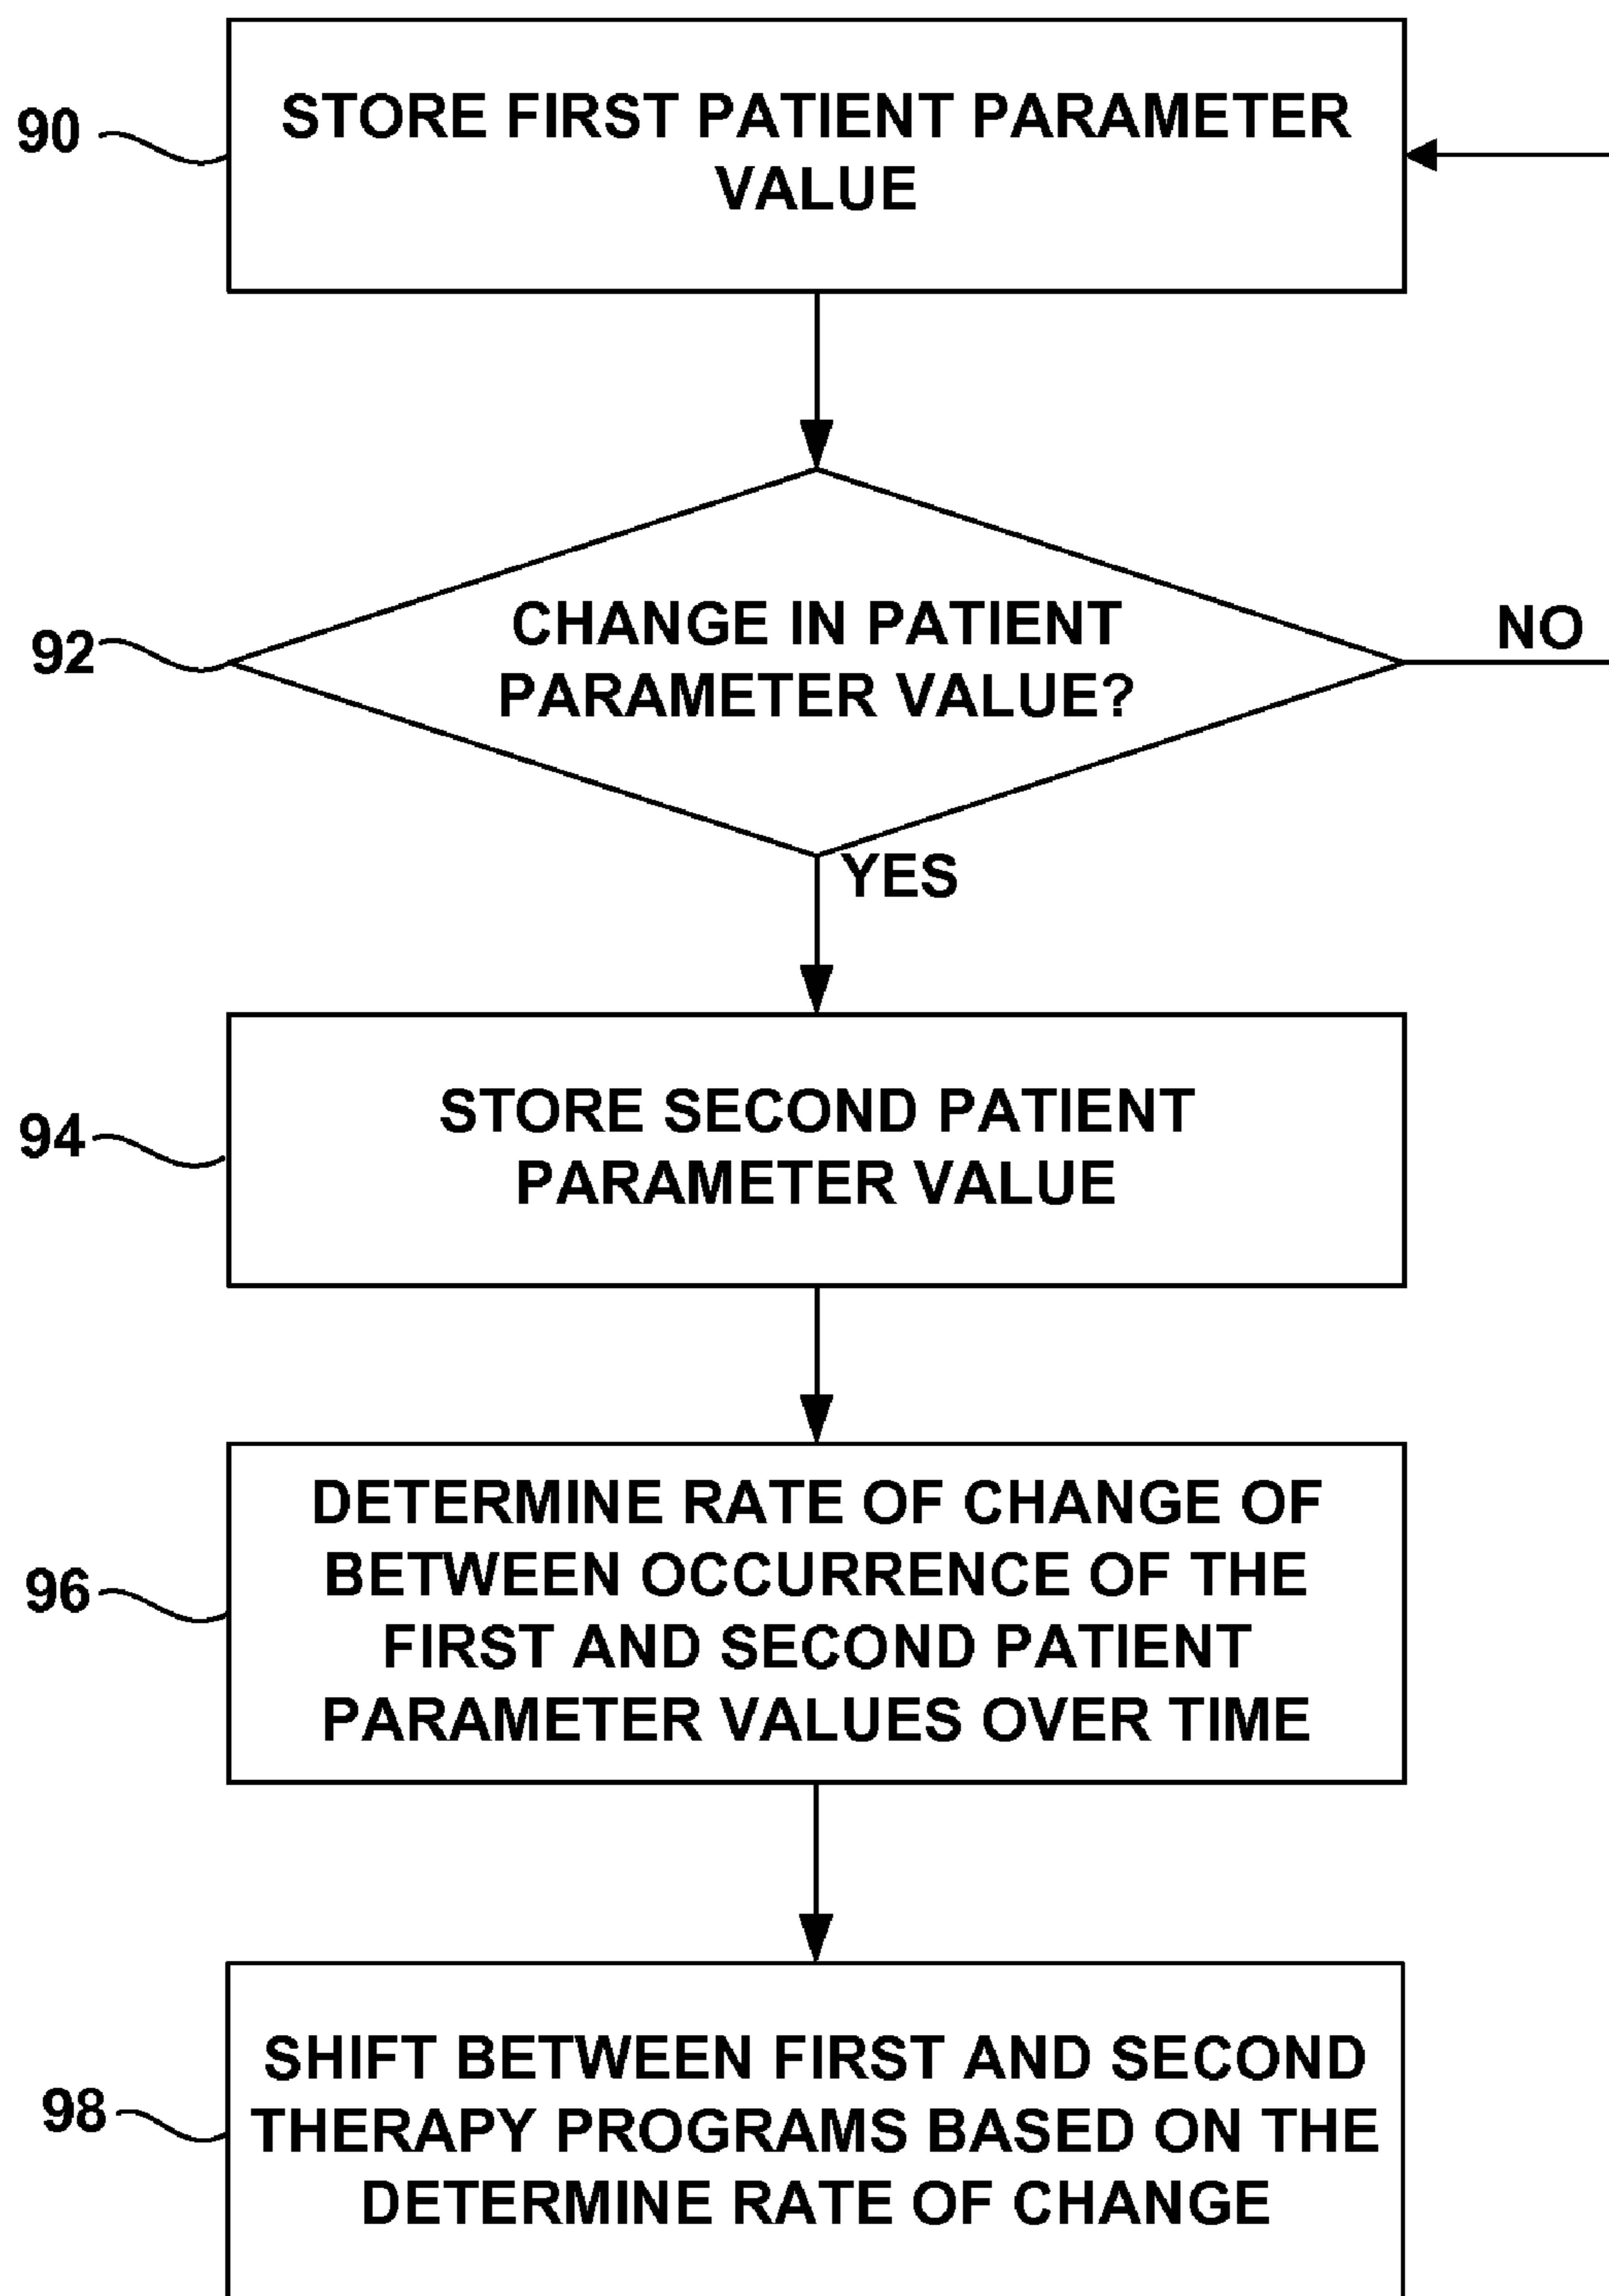 90
STORE FIRST PATIENT PARAMETER
VALUE
92
CHANGE IN PATIENT
PARAMETER VALUE?
NO
YES
94
STORE SECOND PATIENT
PARAMETER VALUE
96
DETERMINE RATE OF CHANGE OF
BETWEEN OCCURRENCE OF THE
FIRST AND SECOND PATIENT
PARAMETER VALUES OVER TIME
98
SHIFT BETWEEN FIRST AND SECOND
THERAPY PROGRAMS BASED ON THE
DETERMINE RATE OF CHANGE